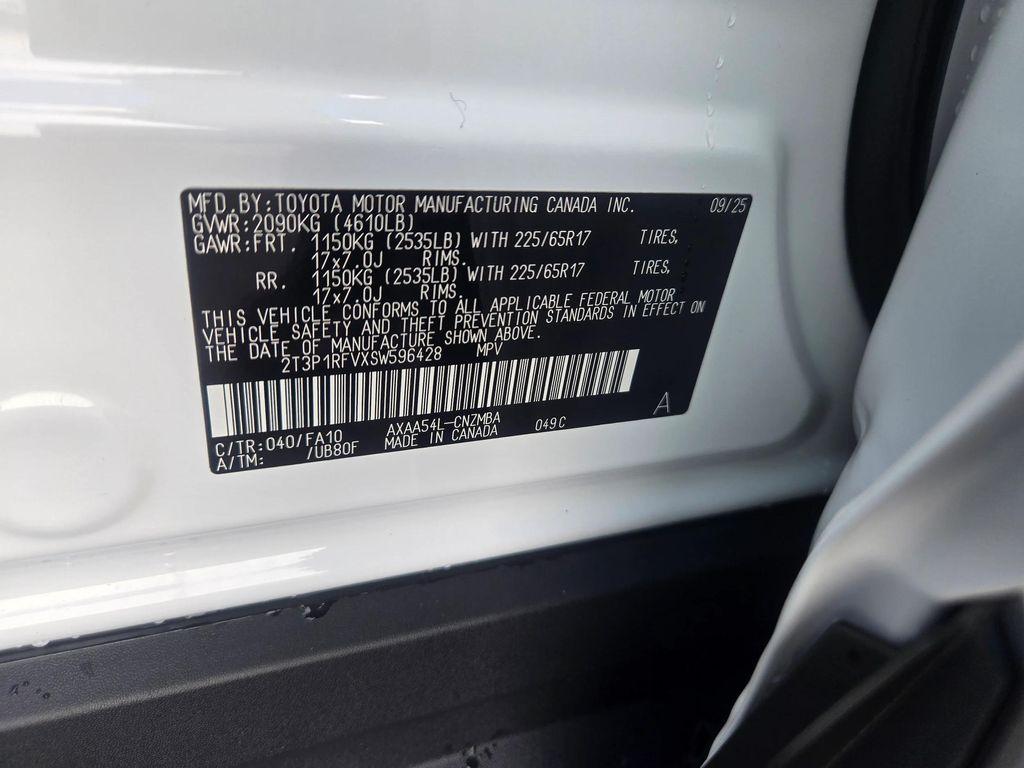 MFD.BY:TOYOTA MOTOR MANUFACTURING CANADA INC. 09/25
GVWR:2090KG (4610LB)
GAWR:FRT. 1150KG (2535LB) WITH 225/65R17 TIRES,
17x7.0J RIMS.
RR. 1150KG (2535LB) WITH 225/65R17 TIRES,
17x7.0J RIMS.
THIS VEHICLE CONFORMS TO ALL APPLICABLE FEDERAL MOTOR
VEHICLE SAFETY AND THEFT PREVENTION STANDARDS IN EFFECT ON
THE DATE OF MANUFACTURE SHOWN ABOVE.
2T3P1RFVXSW596428 MPV
C/TR:040/FA10 AXAA54L-CNZMBA 049C A
A/TM: /UB80F MADE IN CANADA